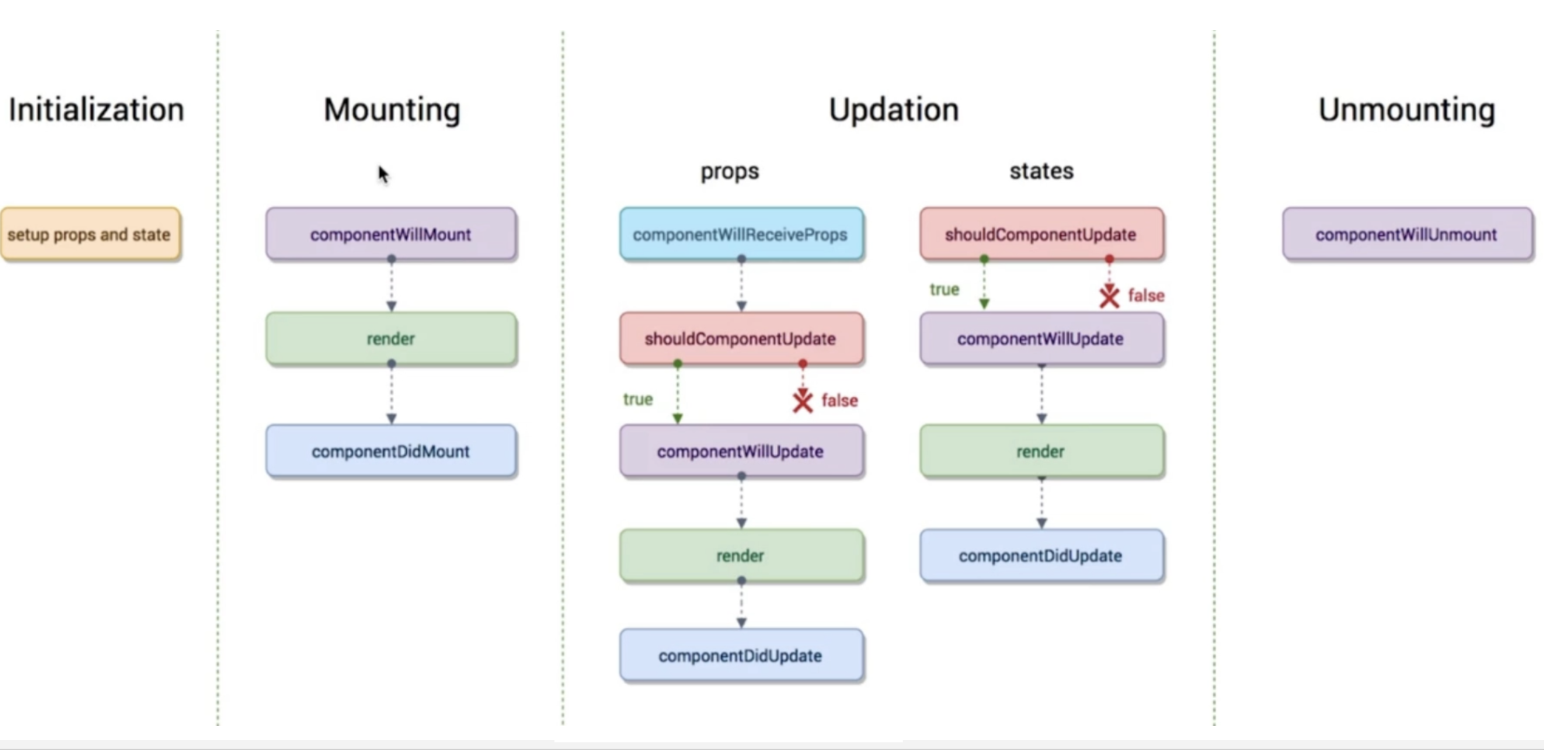 Initialization
setup props and state
Mounting
componentWillMount
render
componentDidMount
Updation
props
componentWillReceiveProps
shouldComponentUpdate
true
false
componentWillUpdate
render
componentDidUpdate
states
shouldComponentUpdate
true
false
componentWillUpdate
render
componentDidUpdate
Unmounting
componentWillUnmount